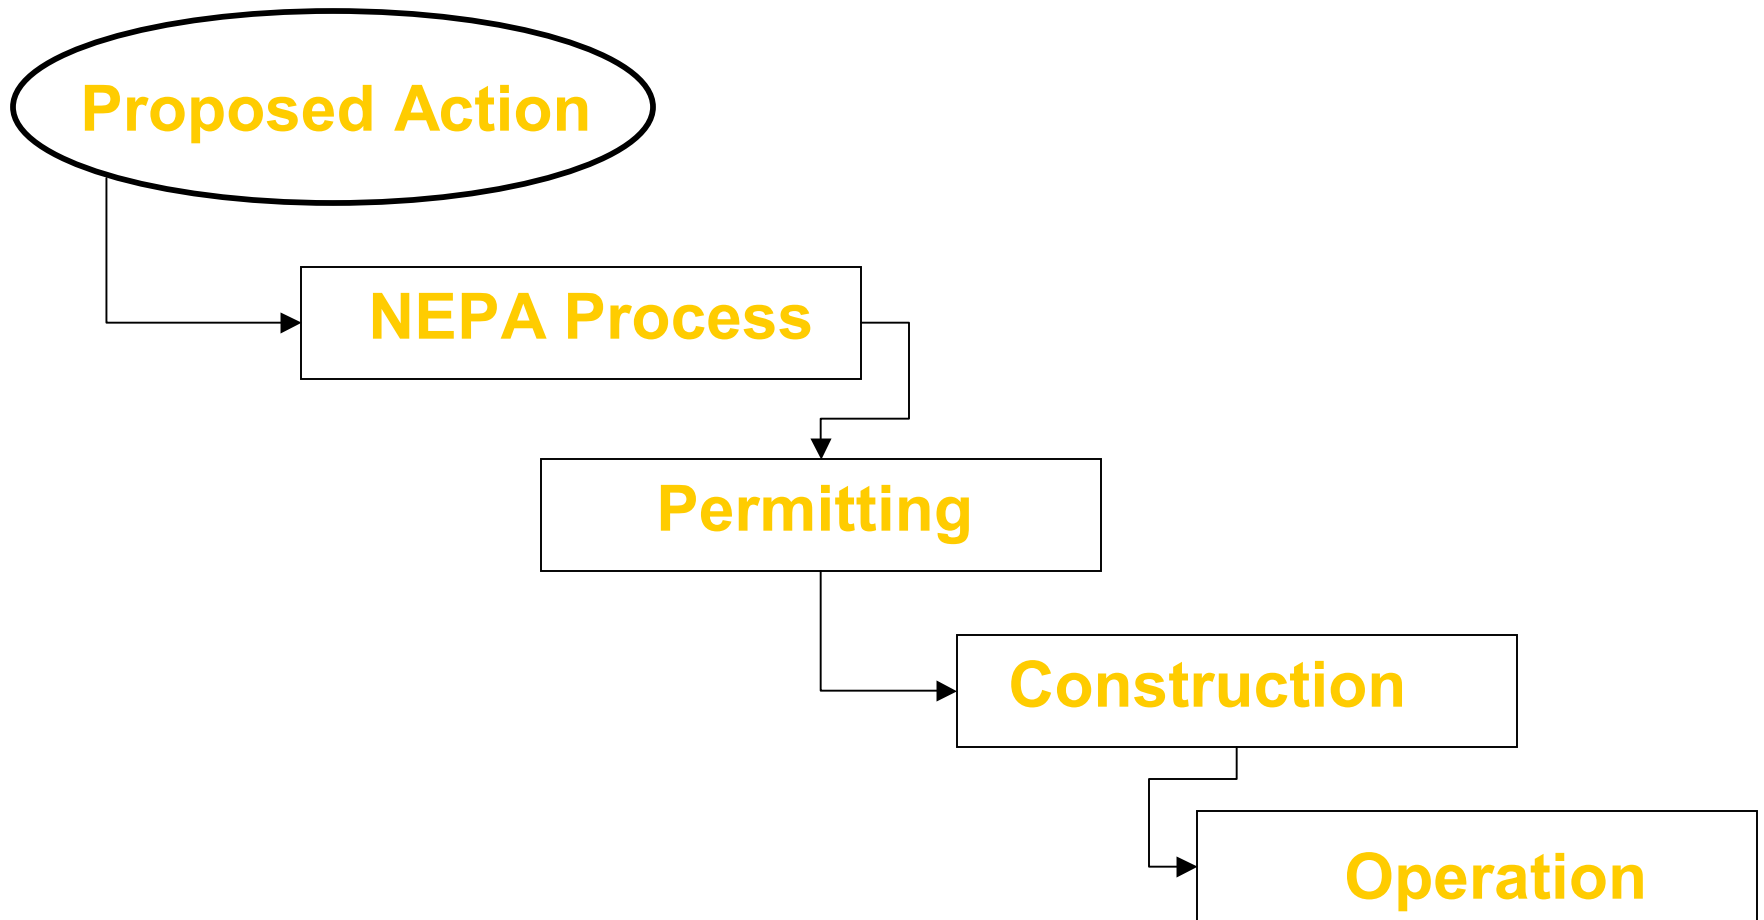 Proposed Action
NEPA Process
Permitting
Construction
Operation